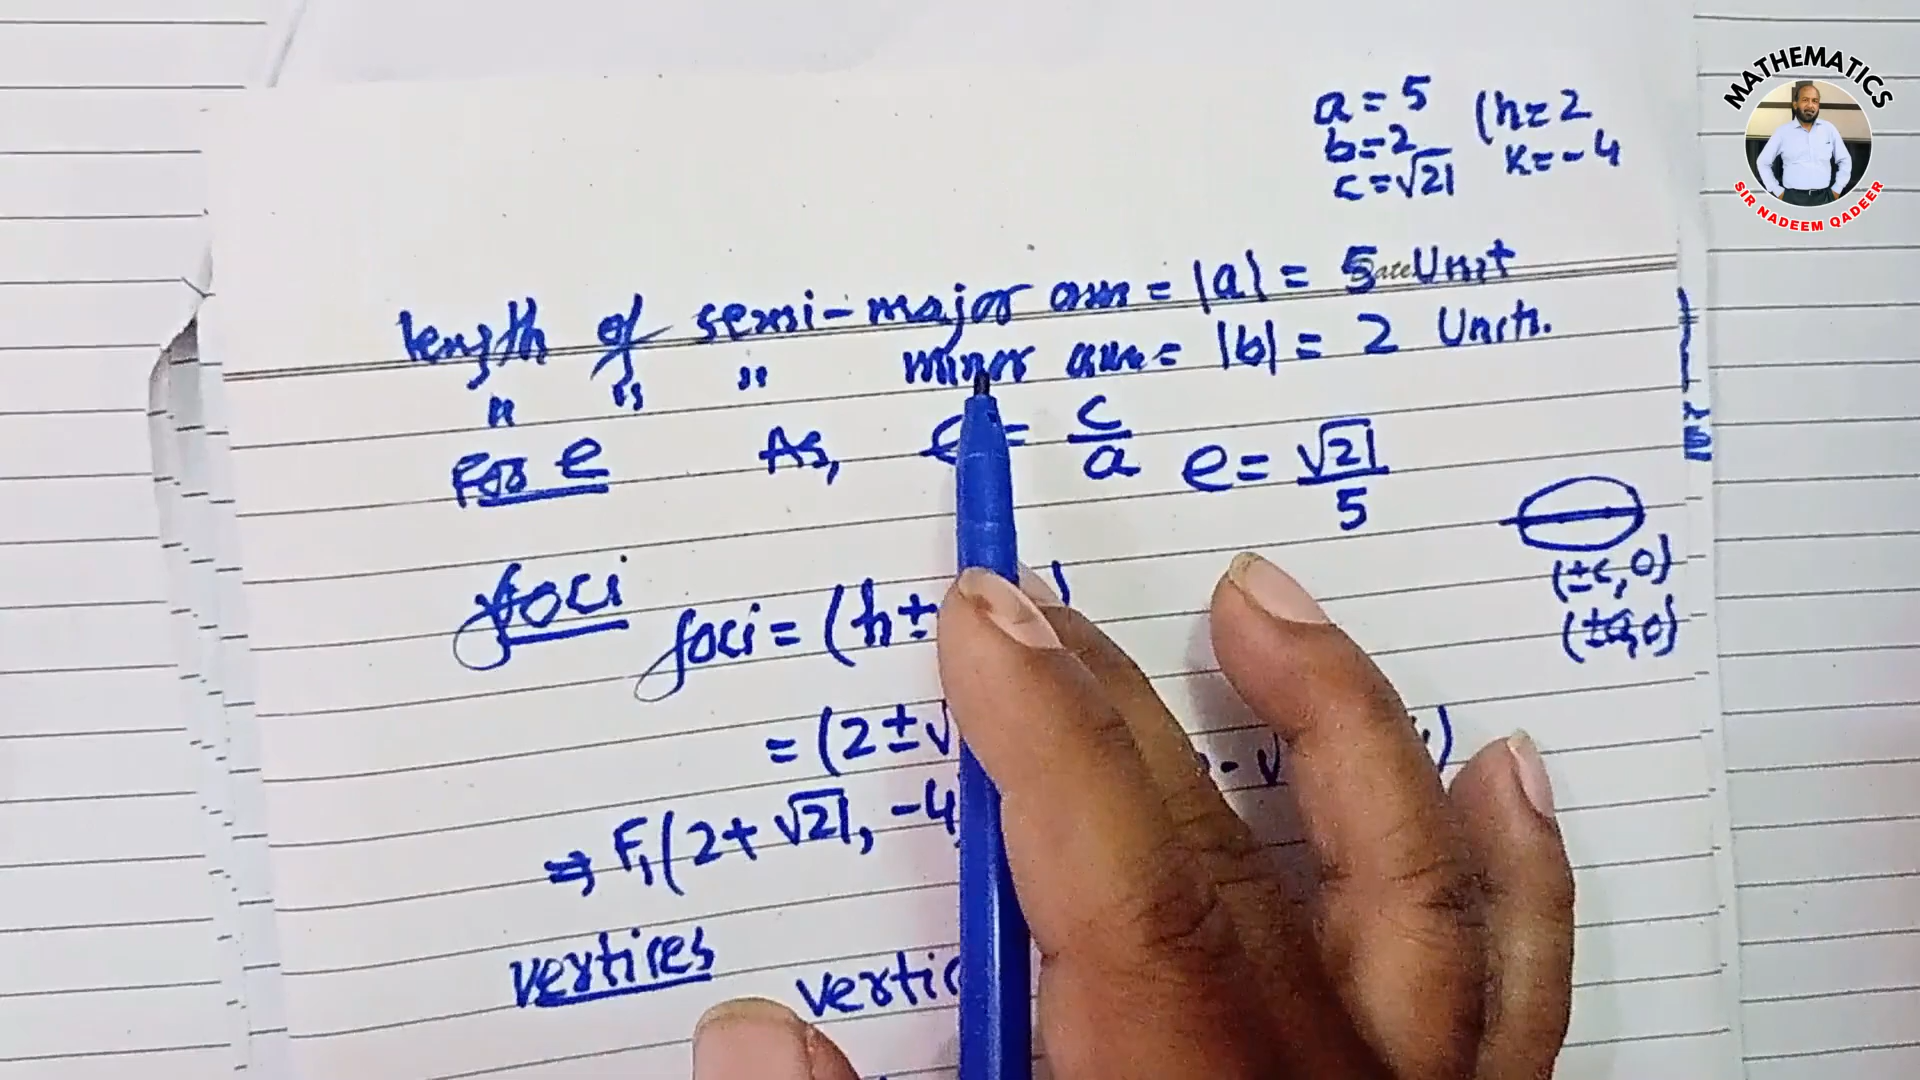 a = 5 (h = 2
b = 2 k = -4
c = √21
length of semi-major axis = |a| = 5 Unit
" " " minor axis = |b| = 2 Units.
For e As, e = c/a e = √21/5
(±c, 0)
(±a, 0)
foci foci = (h ±
= (2 ± √
⇒ F₁(2 + √21, -4
vertices
MATHEMATICS
SIR NADEEM QADEER